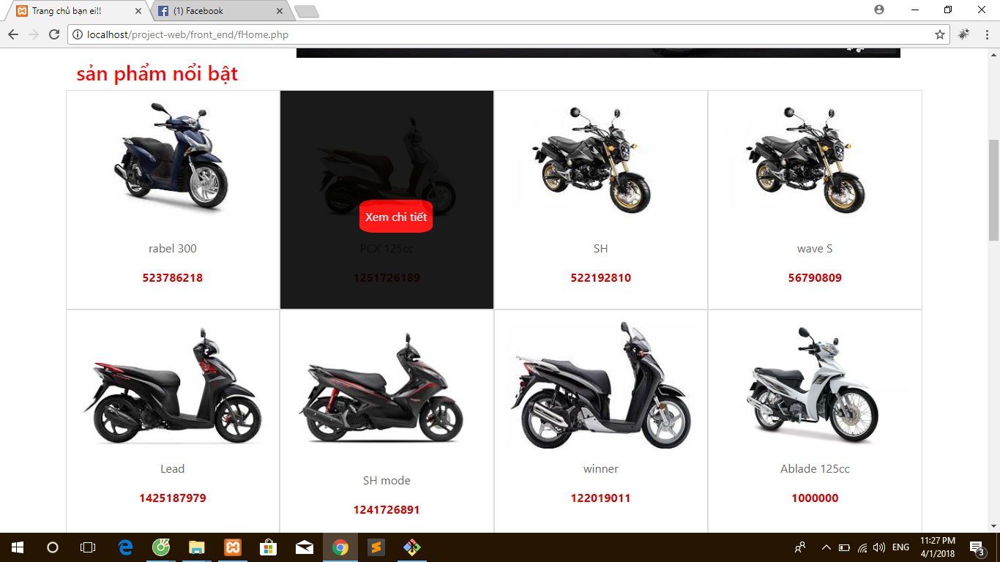 Trang chủ bạn ei!!
(1) Facebook
localhost/project-web/front_end/fHome.php
sản phẩm nổi bật
Xem chi tiết
rabel 300
PCX 125cc
SH
wave S
523786218
1251726189
522192810
56790809
Lead
SH mode
winner
Ablade 125cc
1425187979
1241726891
122019011
1000000
ENG
11:27 PM
4/1/2018
3